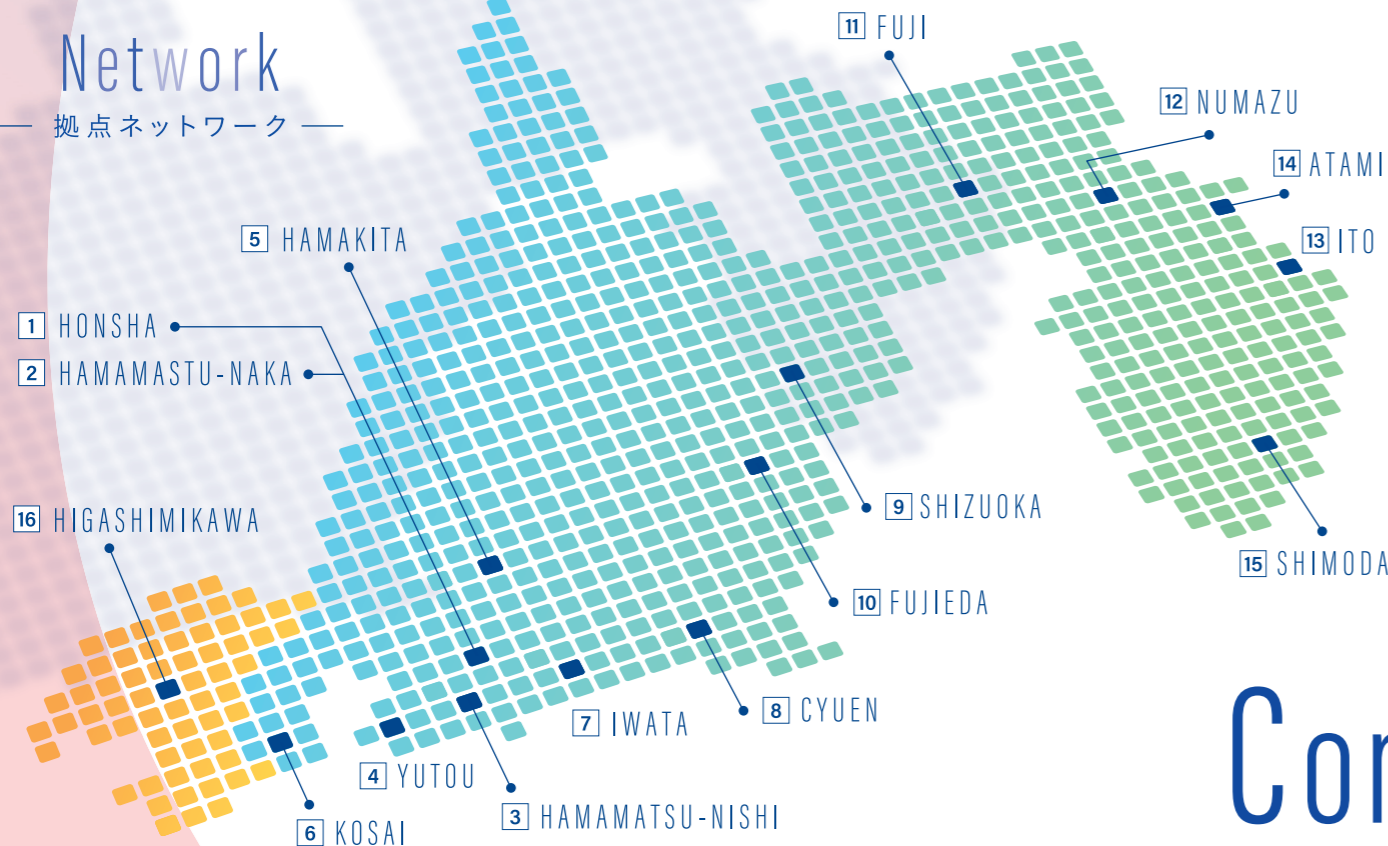 Network
拠点ネットワーク
11 FUJI
12 NUMAZU
14 ATAMI
13 ITO
5 HAMAKITA
1 HONSHA
2 HAMAMASTU-NAKA
16 HIGASHIMIKAWA
9 SHIZUOKA
15 SHIMODA
10 FUJIEDA
8 CYUEN
7 IWATA
4 YUTOU
3 HAMAMATSU-NISHI
6 KOSAI